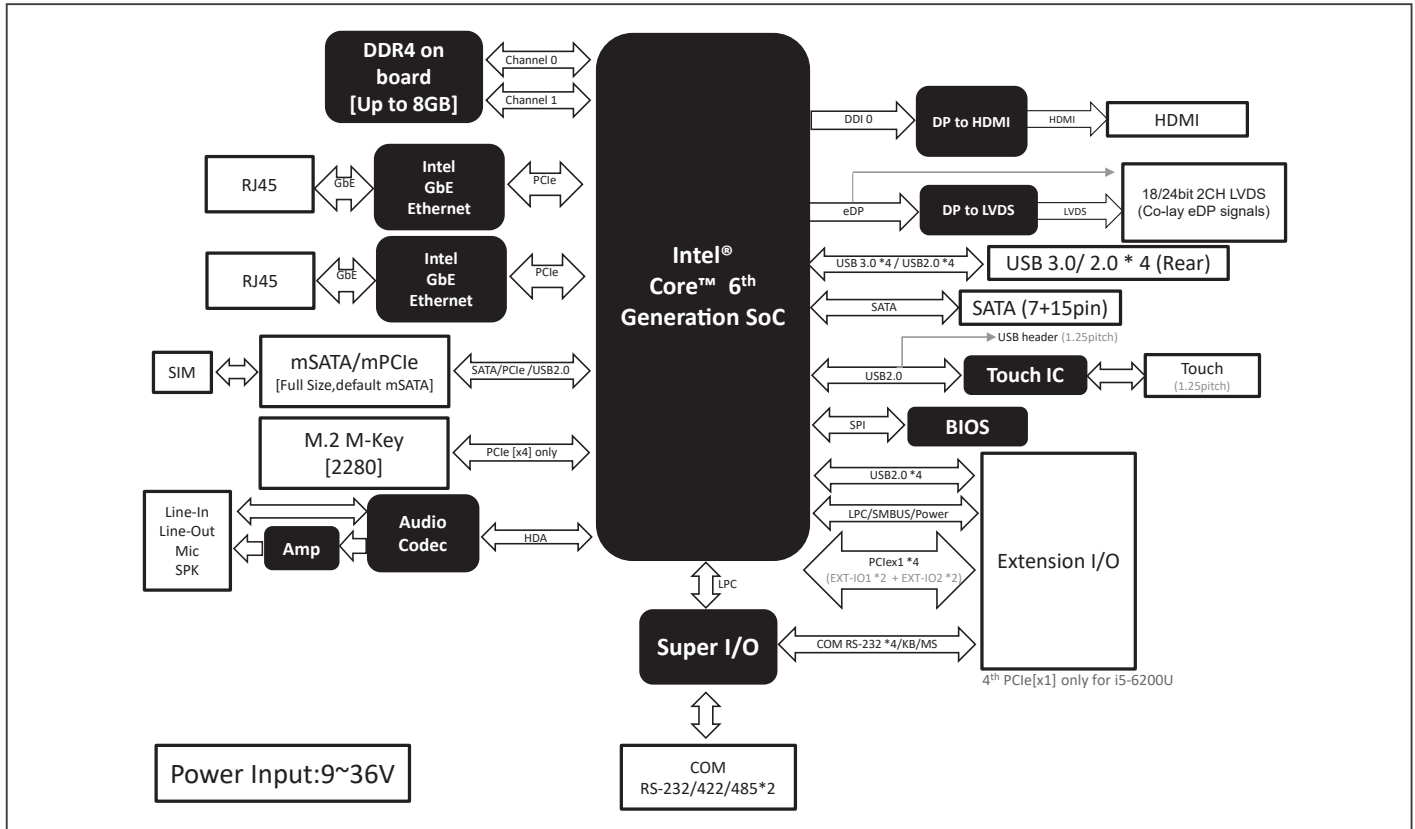 DDR4 on
board
[Up to 8GB]
Channel 0
Channel 1
RJ45
GbE
Intel
GbE
Ethernet
PCIe
RJ45
GbE
Intel
GbE
Ethernet
PCIe
SIM
mSATA/mPCIe
[Full Size,default mSATA]
SATA/PCIe /USB2.0
M.2 M-Key
[2280]
PCIe [x4] only
Line-In
Line-Out
Mic
SPK
Amp
Audio
Codec
HDA
Intel®
Core™ 6th
Generation SoC
DDI 0
DP to HDMI
HDMI
HDMI
eDP
DP to LVDS
LVDS
18/24bit 2CH LVDS
(Co-lay eDP signals)
USB 3.0 *4 / USB2.0 *4
USB 3.0/ 2.0 * 4 (Rear)
SATA
SATA (7+15pin)
USB header (1.25pitch)
USB2.0
Touch IC
Touch
(1.25pitch)
SPI
BIOS
USB2.0 *4
LPC/SMBUS/Power
PCIex1 *4
(EXT-IO1 *2 + EXT-IO2 *2)
Extension I/O
LPC
Super I/O
COM RS-232 *4/KB/MS
4th PCIe[x1] only for i5-6200U
COM
RS-232/422/485*2
Power Input:9~36V